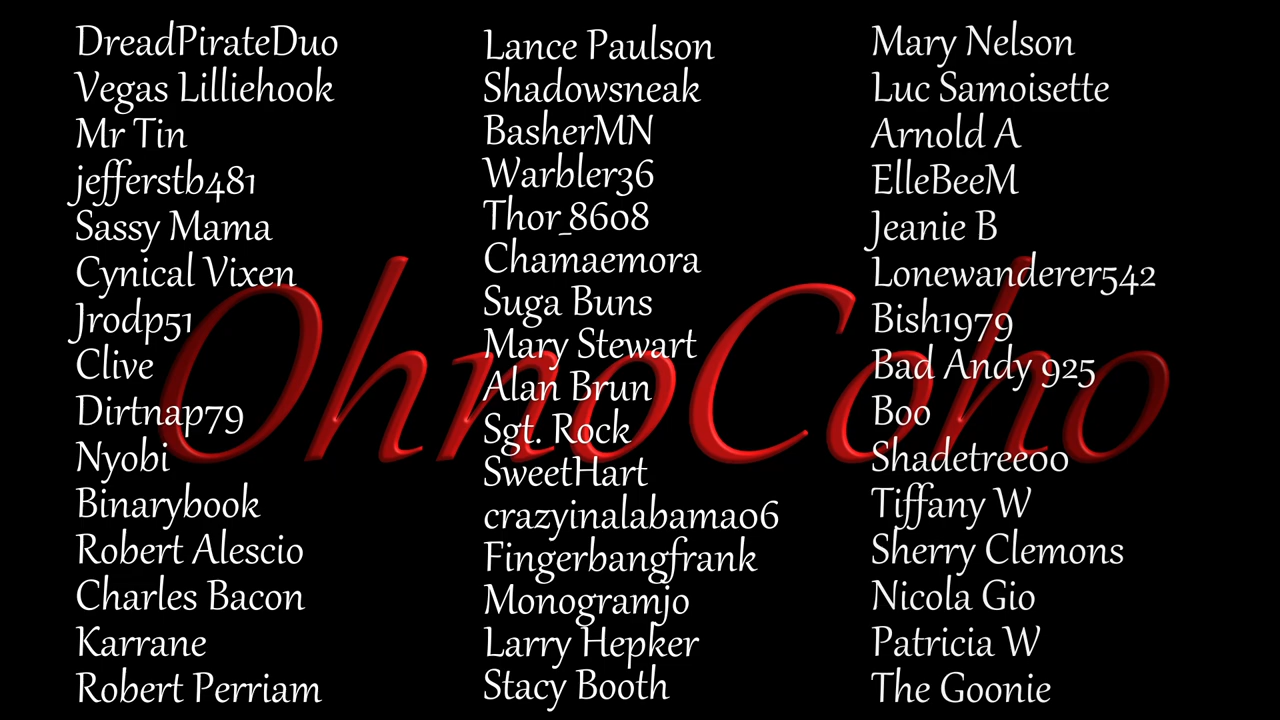 DreadPirateDuo
Vegas Lilliehook
Mr Tin
jefferstb481
Sassy Mama
Cynical Vixen
Jrodp51
Clive
Dirtnap79
Nyobi
Binarybook
Robert Alescio
Charles Bacon
Karrane
Robert Perriam
Lance Paulson
Shadowsneak
BasherMN
Warbler36
Thor_8608
Chamaemora
Suga Buns
Mary Stewart
Alan Brun
Sgt. Rock
SweetHart
crazyinalabama06
Fingerbangfrank
Monogramjo
Larry Hepker
Stacy Booth
Mary Nelson
Luc Samoisette
Arnold A
ElleBeeM
Jeanie B
Lonewanderer542
Bish1979
Bad Andy 925
Boo
Shadetree00
Tiffany W
Sherry Clemons
Nicola Gio
Patricia W
The Goonie
OhnoCoho